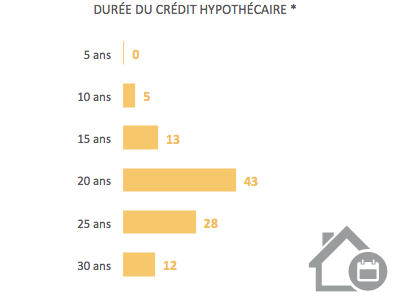 DURÉE DU CRÉDIT HYPOTHÉCAIRE *
5 ans 0
10 ans 5
15 ans 13
20 ans 43
25 ans 28
30 ans 12